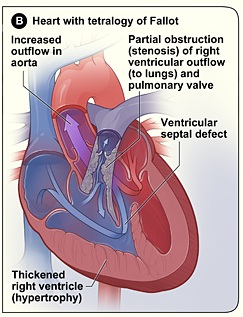 B Heart with tetralogy of Fallot
Increased
outflow in
aorta
Partial obstruction
(stenosis) of right
ventricular outflow
(to lungs) and
pulmonary valve
Ventricular
septal defect
Thickened
right ventricle
(hypertrophy)